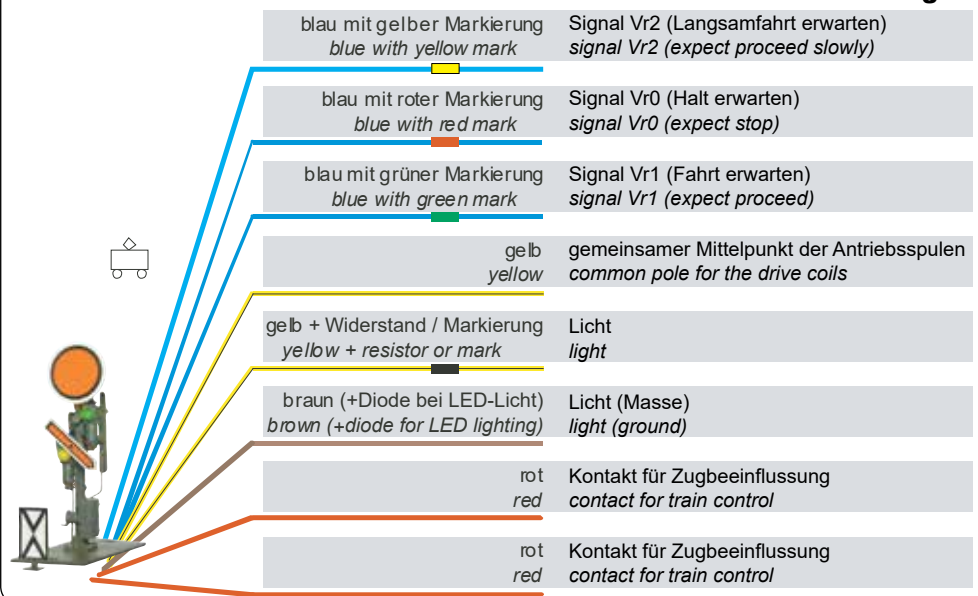 blau mit gelber Markierung
blue with yellow mark
Signal Vr2 (Langsamfahrt erwarten)
signal Vr2 (expect proceed slowly)
blau mit roter Markierung
blue with red mark
Signal Vr0 (Halt erwarten)
signal Vr0 (expect stop)
blau mit grüner Markierung
blue with green mark
Signal Vr1 (Fahrt erwarten)
signal Vr1 (expect proceed)
gelb
yellow
gemeinsamer Mittelpunkt der Antriebsspulen
common pole for the drive coils
gelb + Widerstand / Markierung
yellow + resistor or mark
Licht
light
braun (+Diode bei LED-Licht)
brown (+diode for LED lighting)
Licht (Masse)
light (ground)
rot
red
Kontakt für Zugbeeinflussung
contact for train control
rot
red
Kontakt für Zugbeeinflussung
contact for train control